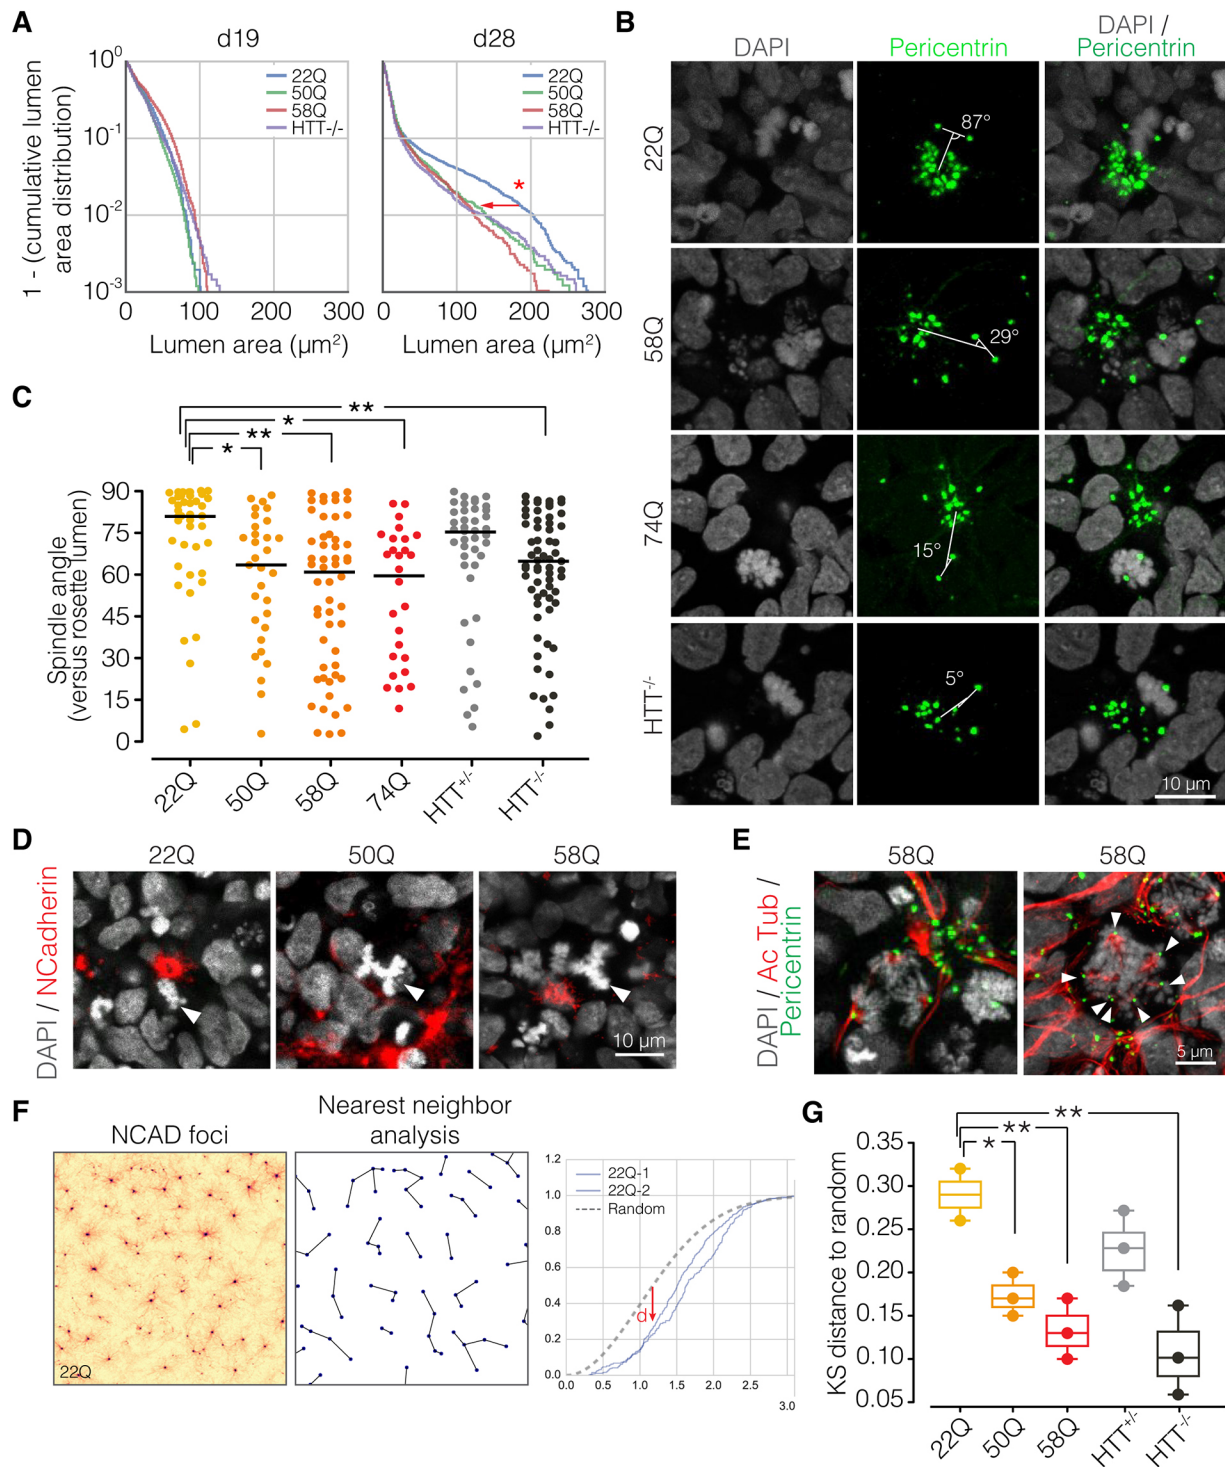 A
d19
d28
1 - (cumulative lumen
area distribution)
10⁰
10⁻¹
10⁻²
10⁻³
22Q
50Q
58Q
HTT-/-
0
100
200
300
Lumen area (µm²)
22Q
50Q
58Q
HTT-/-
*
0
100
200
300
Lumen area (µm²)
B
DAPI
Pericentrin
DAPI /
Pericentrin
22Q
87°
58Q
29°
74Q
15°
HTT⁻/⁻
5°
10 µm
C
**
*
**
*
Spindle angle
(versus rosette lumen)
90
75
60
45
30
15
0
22Q
50Q
58Q
74Q
HTT⁺/⁻
HTT⁻/⁻
D
22Q
50Q
58Q
DAPI / NCadherin
10 µm
E
58Q
58Q
DAPI / Ac Tub /
Pericentrin
5 µm
F
NCAD foci
22Q
Nearest neighbor
analysis
1.2
1.0
0.8
0.6
0.4
0.2
0.0
22Q-1
22Q-2
Random
d
0.0
0.5
1.0
1.5
2.0
2.5
3.0
G
**
**
*
KS distance to random
0.35
0.30
0.25
0.20
0.15
0.10
0.05
22Q
50Q
58Q
HTT⁺/⁻
HTT⁻/⁻